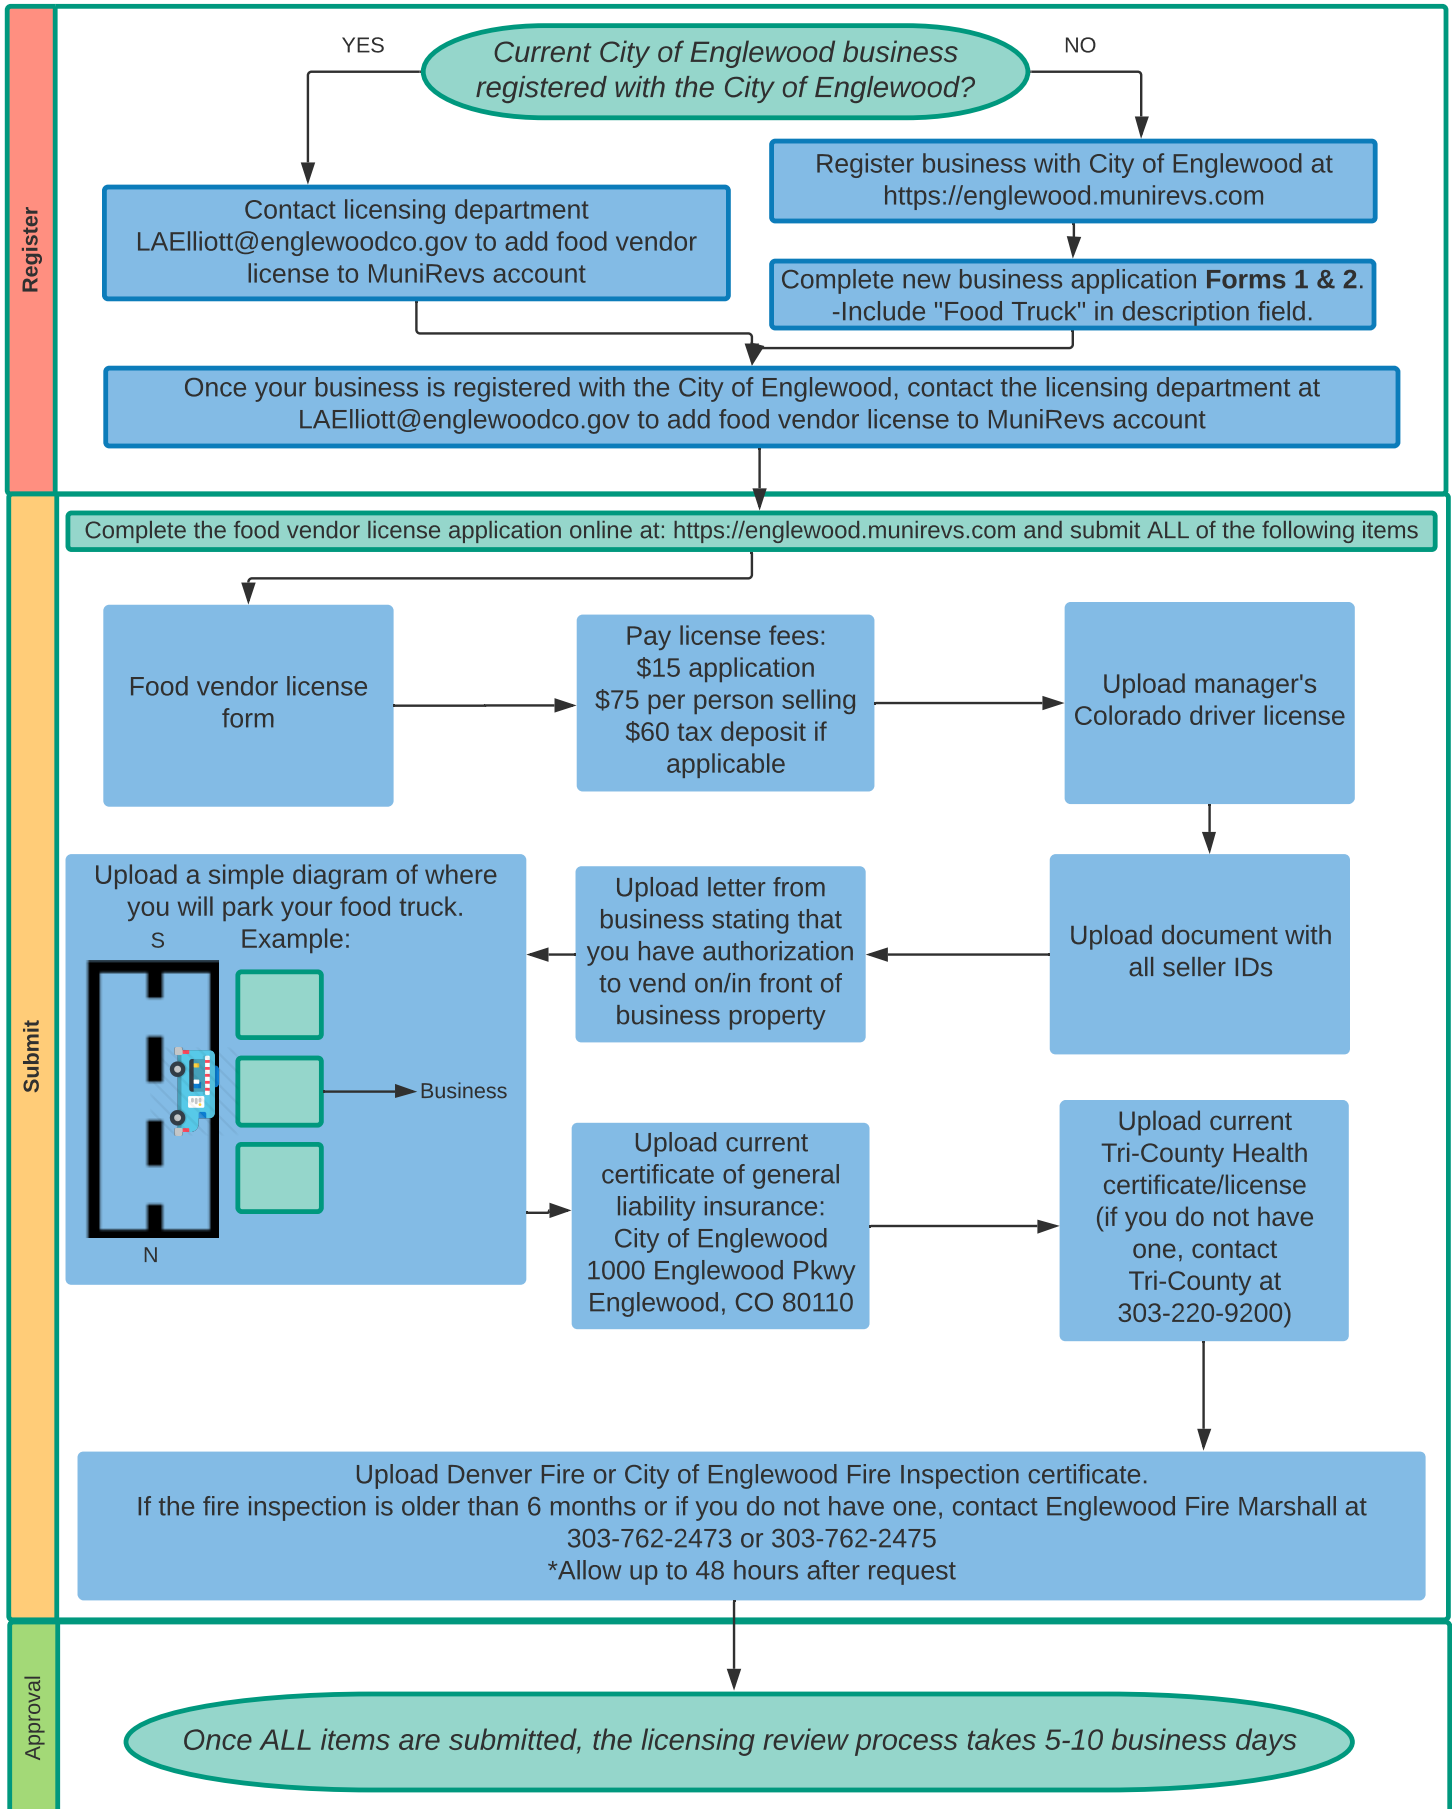 YES
Current City of Englewood business
registered with the City of Englewood?
NO
Register
Contact licensing department
LAElliott@englewoodco.gov to add food vendor
license to MuniRevs account
Register business with City of Englewood at
https://englewood.munirevs.com
Complete new business application Forms 1 & 2.
-Include "Food Truck" in description field.
Once your business is registered with the City of Englewood, contact the licensing department at
LAElliott@englewoodco.gov to add food vendor license to MuniRevs account
Submit
Complete the food vendor license application online at: https://englewood.munirevs.com and submit ALL of the following items
Food vendor license
form
Pay license fees:
$15 application
$75 per person selling
$60 tax deposit if
applicable
Upload manager's
Colorado driver license
Upload document with
all seller IDs
Upload letter from
business stating that
you have authorization
to vend on/in front of
business property
Upload a simple diagram of where
you will park your food truck.
Example:
S
Business
N
Upload current
certificate of general
liability insurance:
City of Englewood
1000 Englewood Pkwy
Englewood, CO 80110
Upload current
Tri-County Health
certificate/license
(if you do not have
one, contact
Tri-County at
303-220-9200)
Upload Denver Fire or City of Englewood Fire Inspection certificate.
If the fire inspection is older than 6 months or if you do not have one, contact Englewood Fire Marshall at
303-762-2473 or 303-762-2475
*Allow up to 48 hours after request
Approval
Once ALL items are submitted, the licensing review process takes 5-10 business days